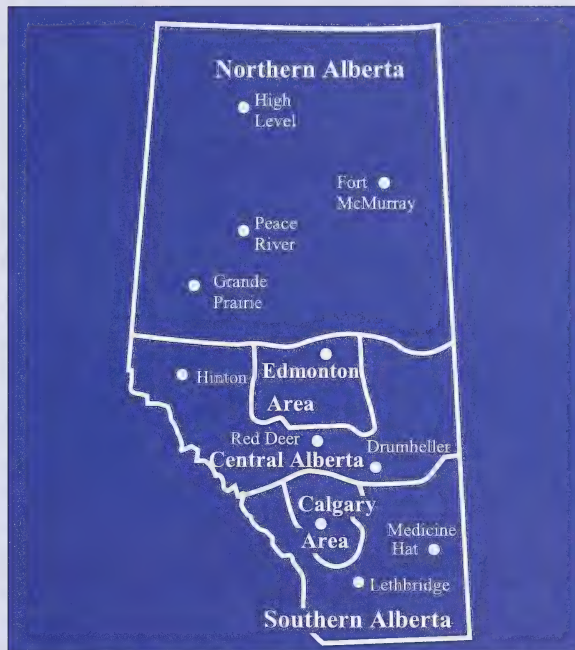 Northern Alberta
High
Level
Fort
McMurray
Peace
River
Grande
Prairie
Edmonton
Hinton
Area
Red Deer
Drumheller
Central Alberta
Calgary
Medicine
Area
Hat
Lethbridge
Southern Alberta